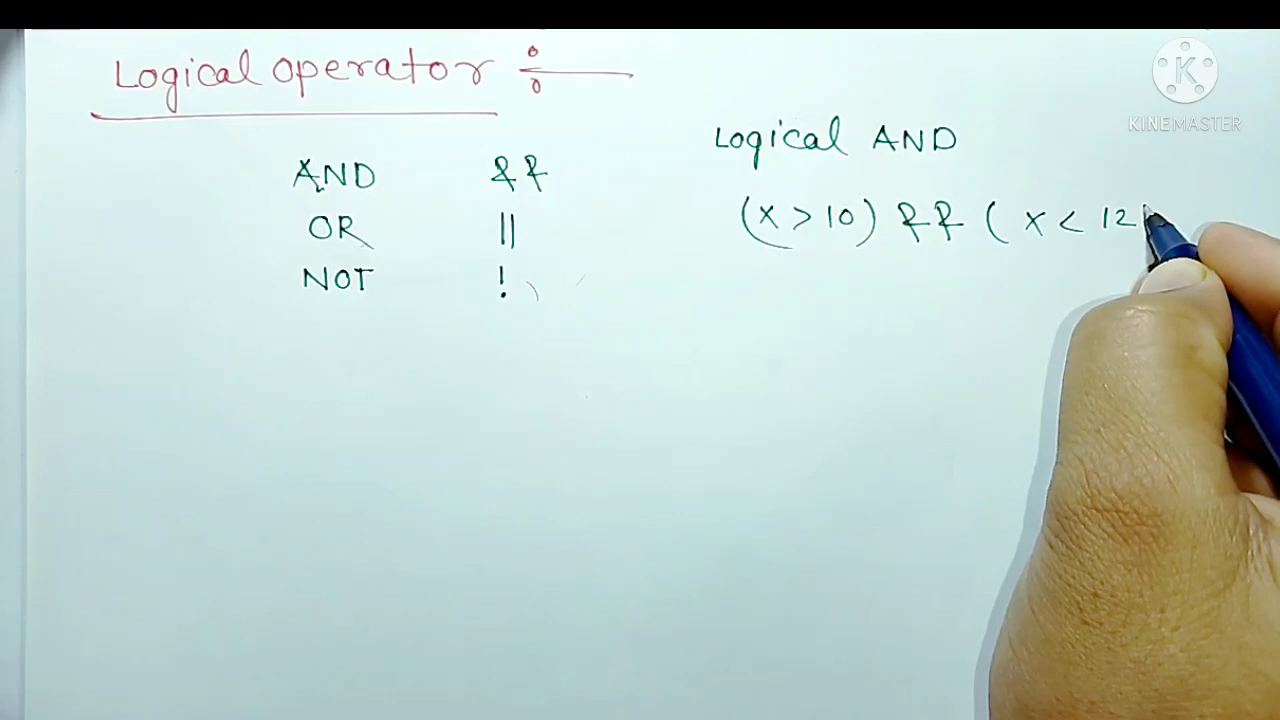 Logical operator :
AND &&
OR ||
NOT !
Logical AND
(x > 10) && ( x < 12
KINEMASTER